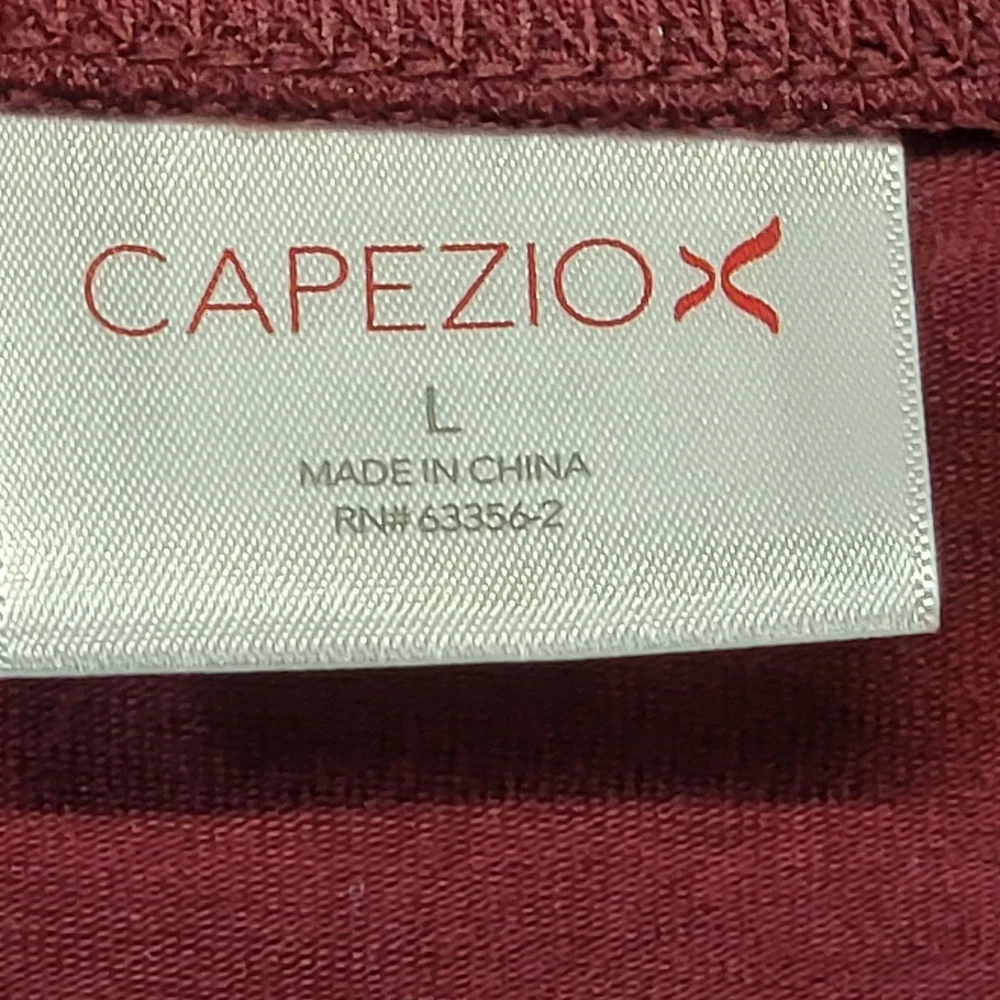 CAPEZIO
L
MADE IN CHINA
RN# 63356-2